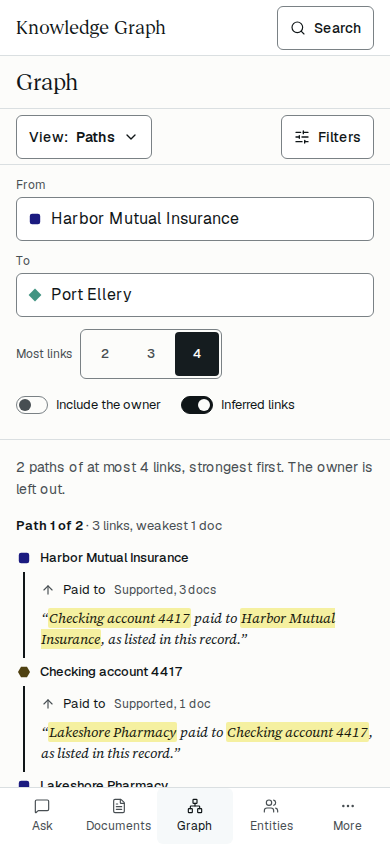 Knowledge Graph
Search
Graph
View: Paths
Filters
From
Harbor Mutual Insurance
To
Port Ellery
Most links
2
3
4
Include the owner
Inferred links
2 paths of at most 4 links, strongest first. The owner is
left out.
Path 1 of 2 · 3 links, weakest 1 doc
Harbor Mutual Insurance
Paid to Supported, 3 docs
“Checking account 4417 paid to Harbor Mutual
Insurance, as listed in this record.”
Checking account 4417
Paid to Supported, 1 doc
“Lakeshore Pharmacy paid to Checking account 4417,
as listed in this record.”
Lakeshore Pharmacy
Ask
Documents
Graph
Entities
More